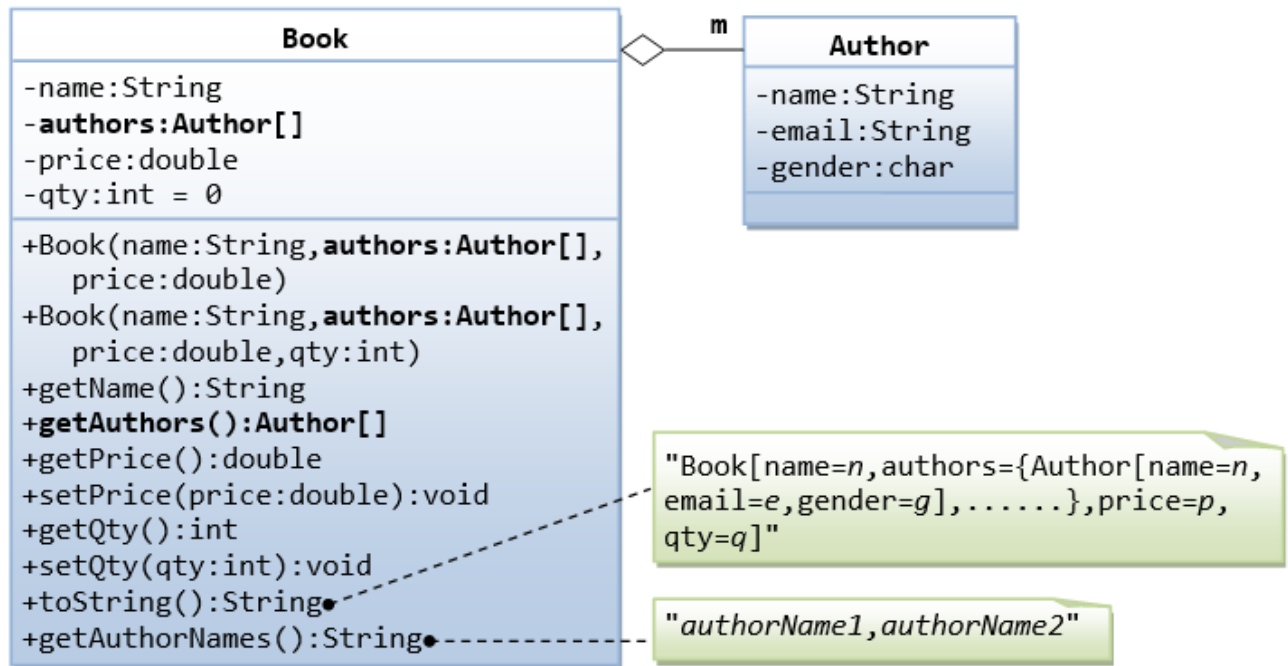 Book
-name:String
-authors:Author[]
-price:double
-qty:int = 0
+Book(name:String,authors:Author[],
price:double)
+Book(name:String,authors:Author[],
price:double,qty:int)
+getName():String
+getAuthors():Author[]
+getPrice():double
+setPrice(price:double):void
+getQty():int
+setQty(qty:int):void
+toString():String
+getAuthorNames():String
m
Author
-name:String
-email:String
-gender:char
"Book[name=n,authors={Author[name=n,
email=e,gender=g],......},price=p,
qty=q]"
"authorName1,authorName2"